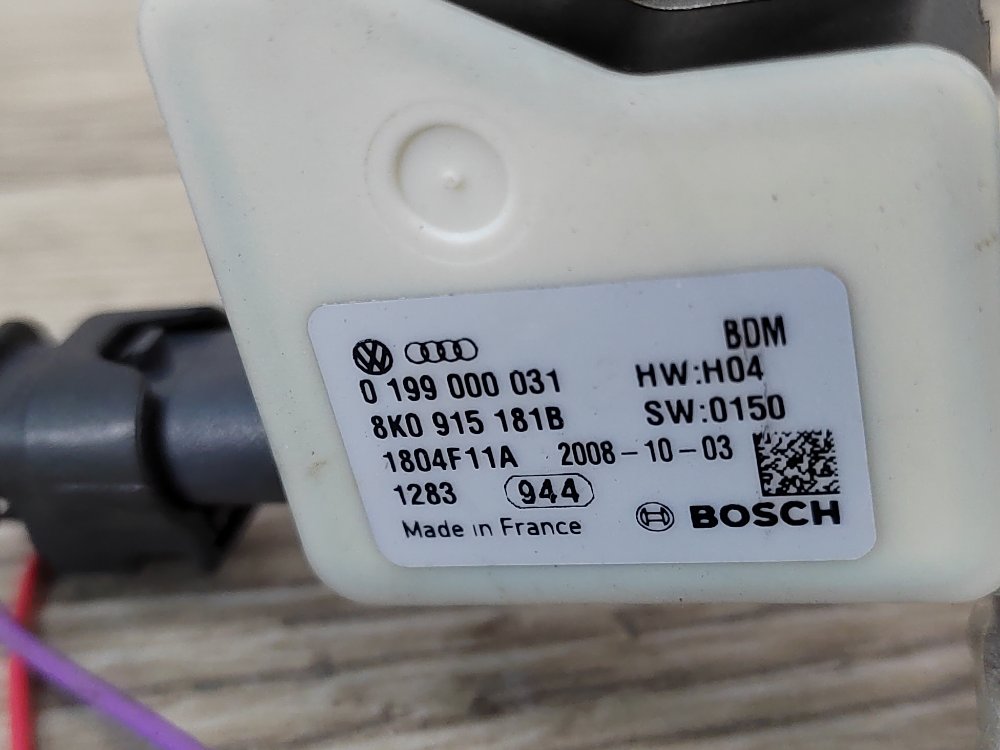 BDM
0 199 000 031 HW:H04
8K0 915 181B SW:0150
1804F11A 2008-10-03
1283 944
Made in France BOSCH